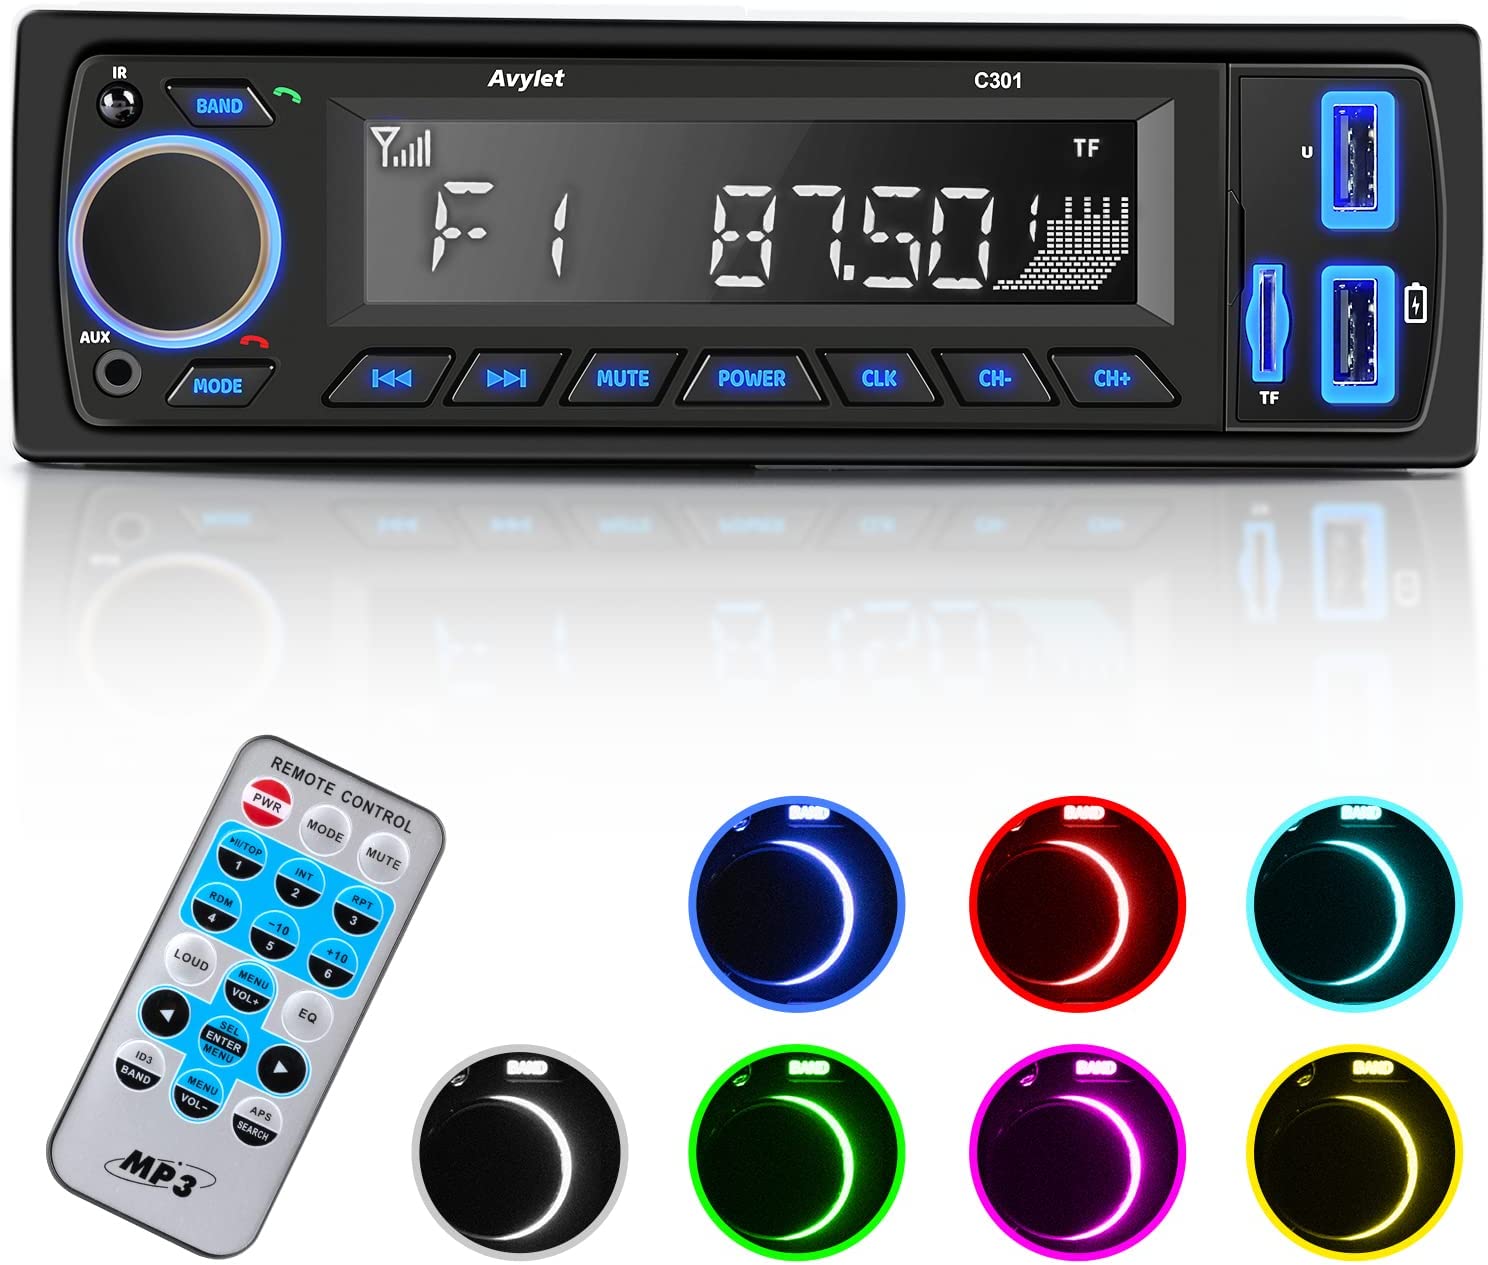 IR
BAND
Avylet
C301
TF
F1 87.50
U
AUX
MODE
MUTE
POWER
CLK
CH-
CH+
TF
REMOTE CONTROL
PWR
MODE
MUTE
▶II/TOP
1
INT
2
RPT
3
RDM
4
-10
5
+10
6
LOUD
MENU
VOL+
EQ
SEL
ENTER
MENU
ID3
BAND
MENU
VOL-
APS
SEARCH
MP3
BAND
BAND
BAND
BAND
BAND
BAND
BAND